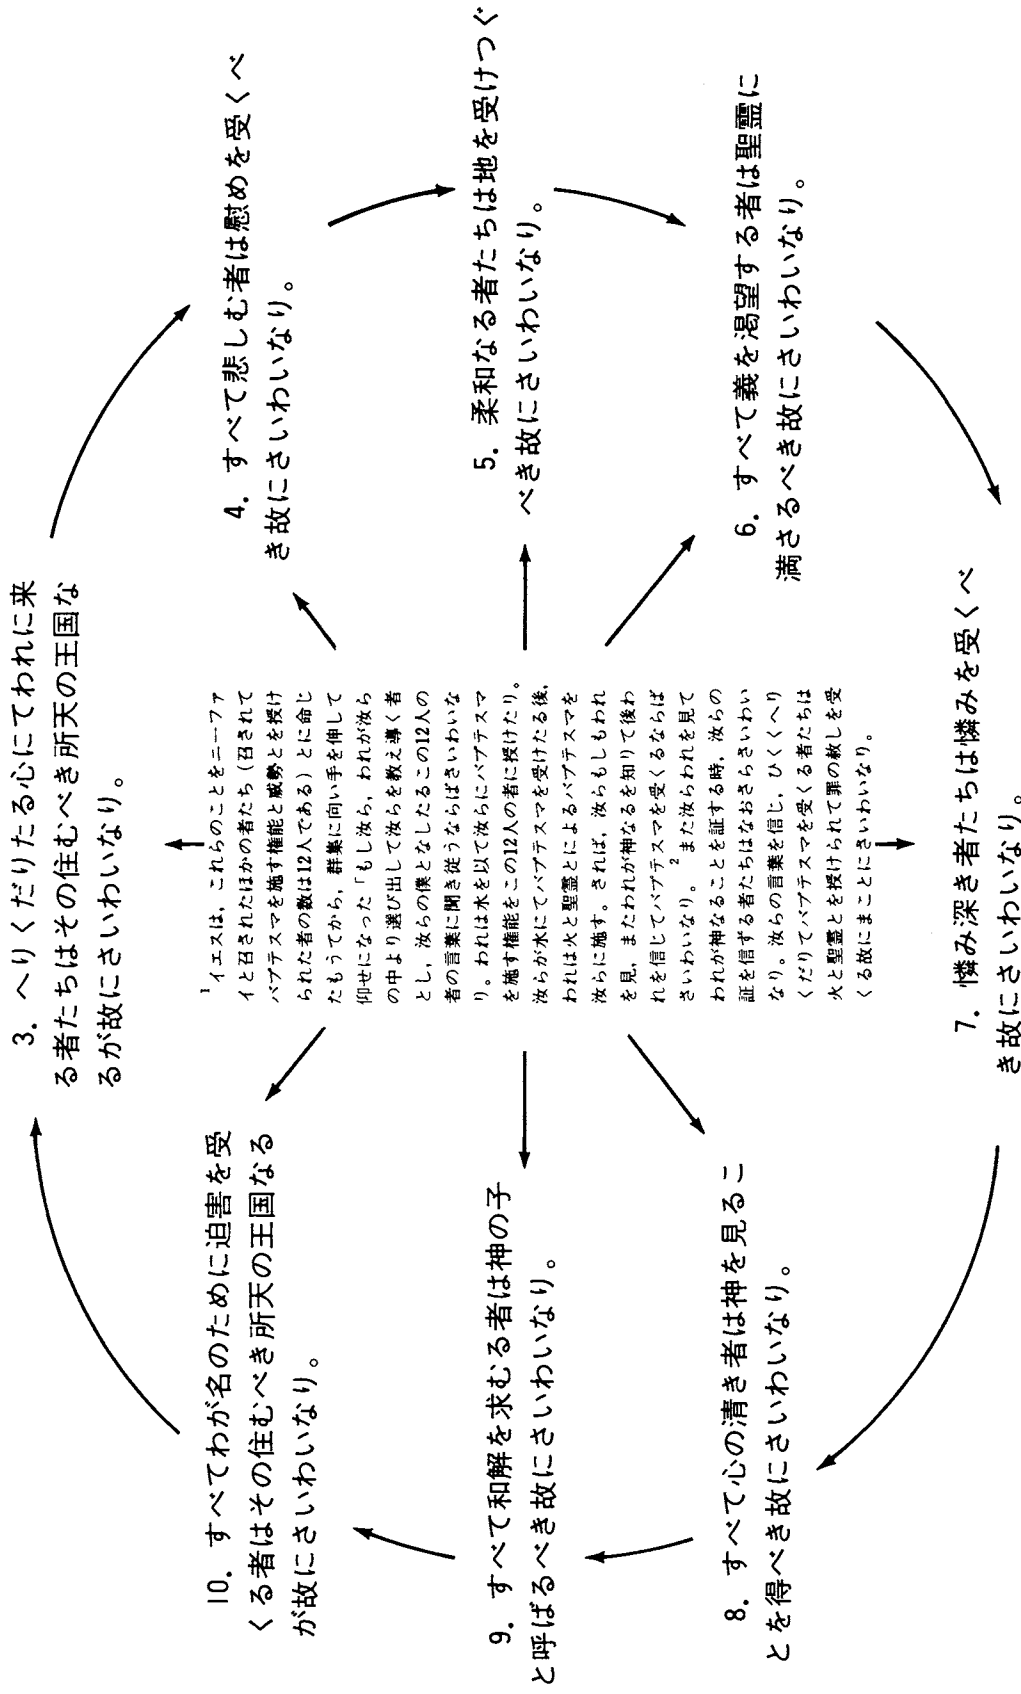 3. へりくだりたる心にてわれに来
る者たちはその住むべき所天の王国な
るが故にさいわいなり。
4. すべて悲しむ者は慰めを受くべ
き故にさいわいなり。
5. 柔和なる者たちは地を受けつぐ
べき故にさいわいなり。
6. すべて義を渇望する者は聖霊に
満さるべき故にさいわいなり。
7. 憐み深き者たちは憐みを受くべ
き故にさいわいなり。
8. すべて心の清き者は神を見るこ
とを得べき故にさいわいなり。
9. すべて和解を求むる者は神の子
と呼ばるべき故にさいわいなり。
10. すべてわが名のために迫害を受
くる者はその住むべき所天の王国なる
が故にさいわいなり。
1 イエスは，これらのことをニーファ
イと召されたほかの者たち（召されて
バプテスマを施す権能と威勢とを授け
られた者の数は12人である）とに命じ
たもうてから，群集に向い手を伸して
仰せになった「もし汝ら，われが汝ら
の中より選び出して汝らを教え導く者
とし，汝らの僕となしたるこの12人の
者の言葉に聞き従うならばさいわいな
り。われは水を以て汝らにバプテスマ
を施す権能をこの12人の者に授けたり。
汝らが水にてバプテスマを受けたる後，
われは火と聖霊とによるバプテスマを
汝らに施す。されば，汝らもしもわれ
を見，またわれが神なるを知りて後わ
れを信じてバプテスマを受くるならば
さいわいなり。2 また汝らわれを見て
われが神なることを証する時，汝らの
証を信ずる者たちはなおさらさいわい
なり。汝らの言葉を信じ，ひくくへり
くだりてバプテスマを受くる者たちは
火と聖霊とを授けられて罪の赦しを受
くる故にまことにさいわいなり。